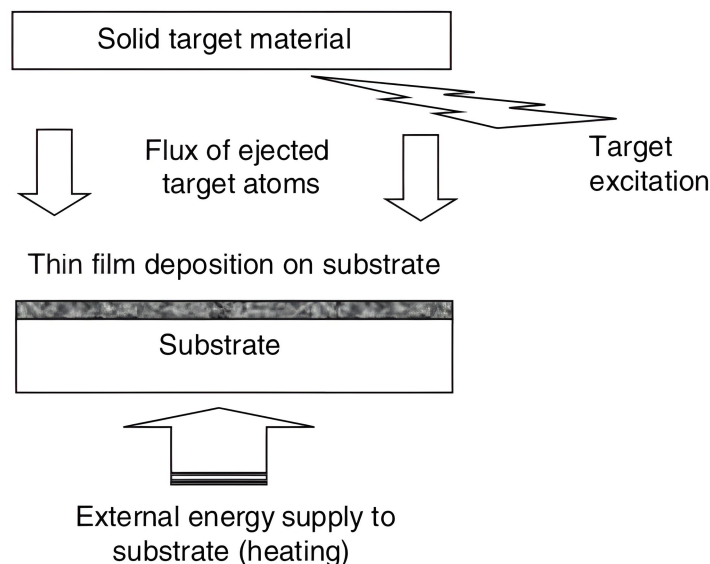 Solid target material
Flux of ejected
target atoms
Target
excitation
Thin film deposition on substrate
Substrate
External energy supply to
substrate (heating)